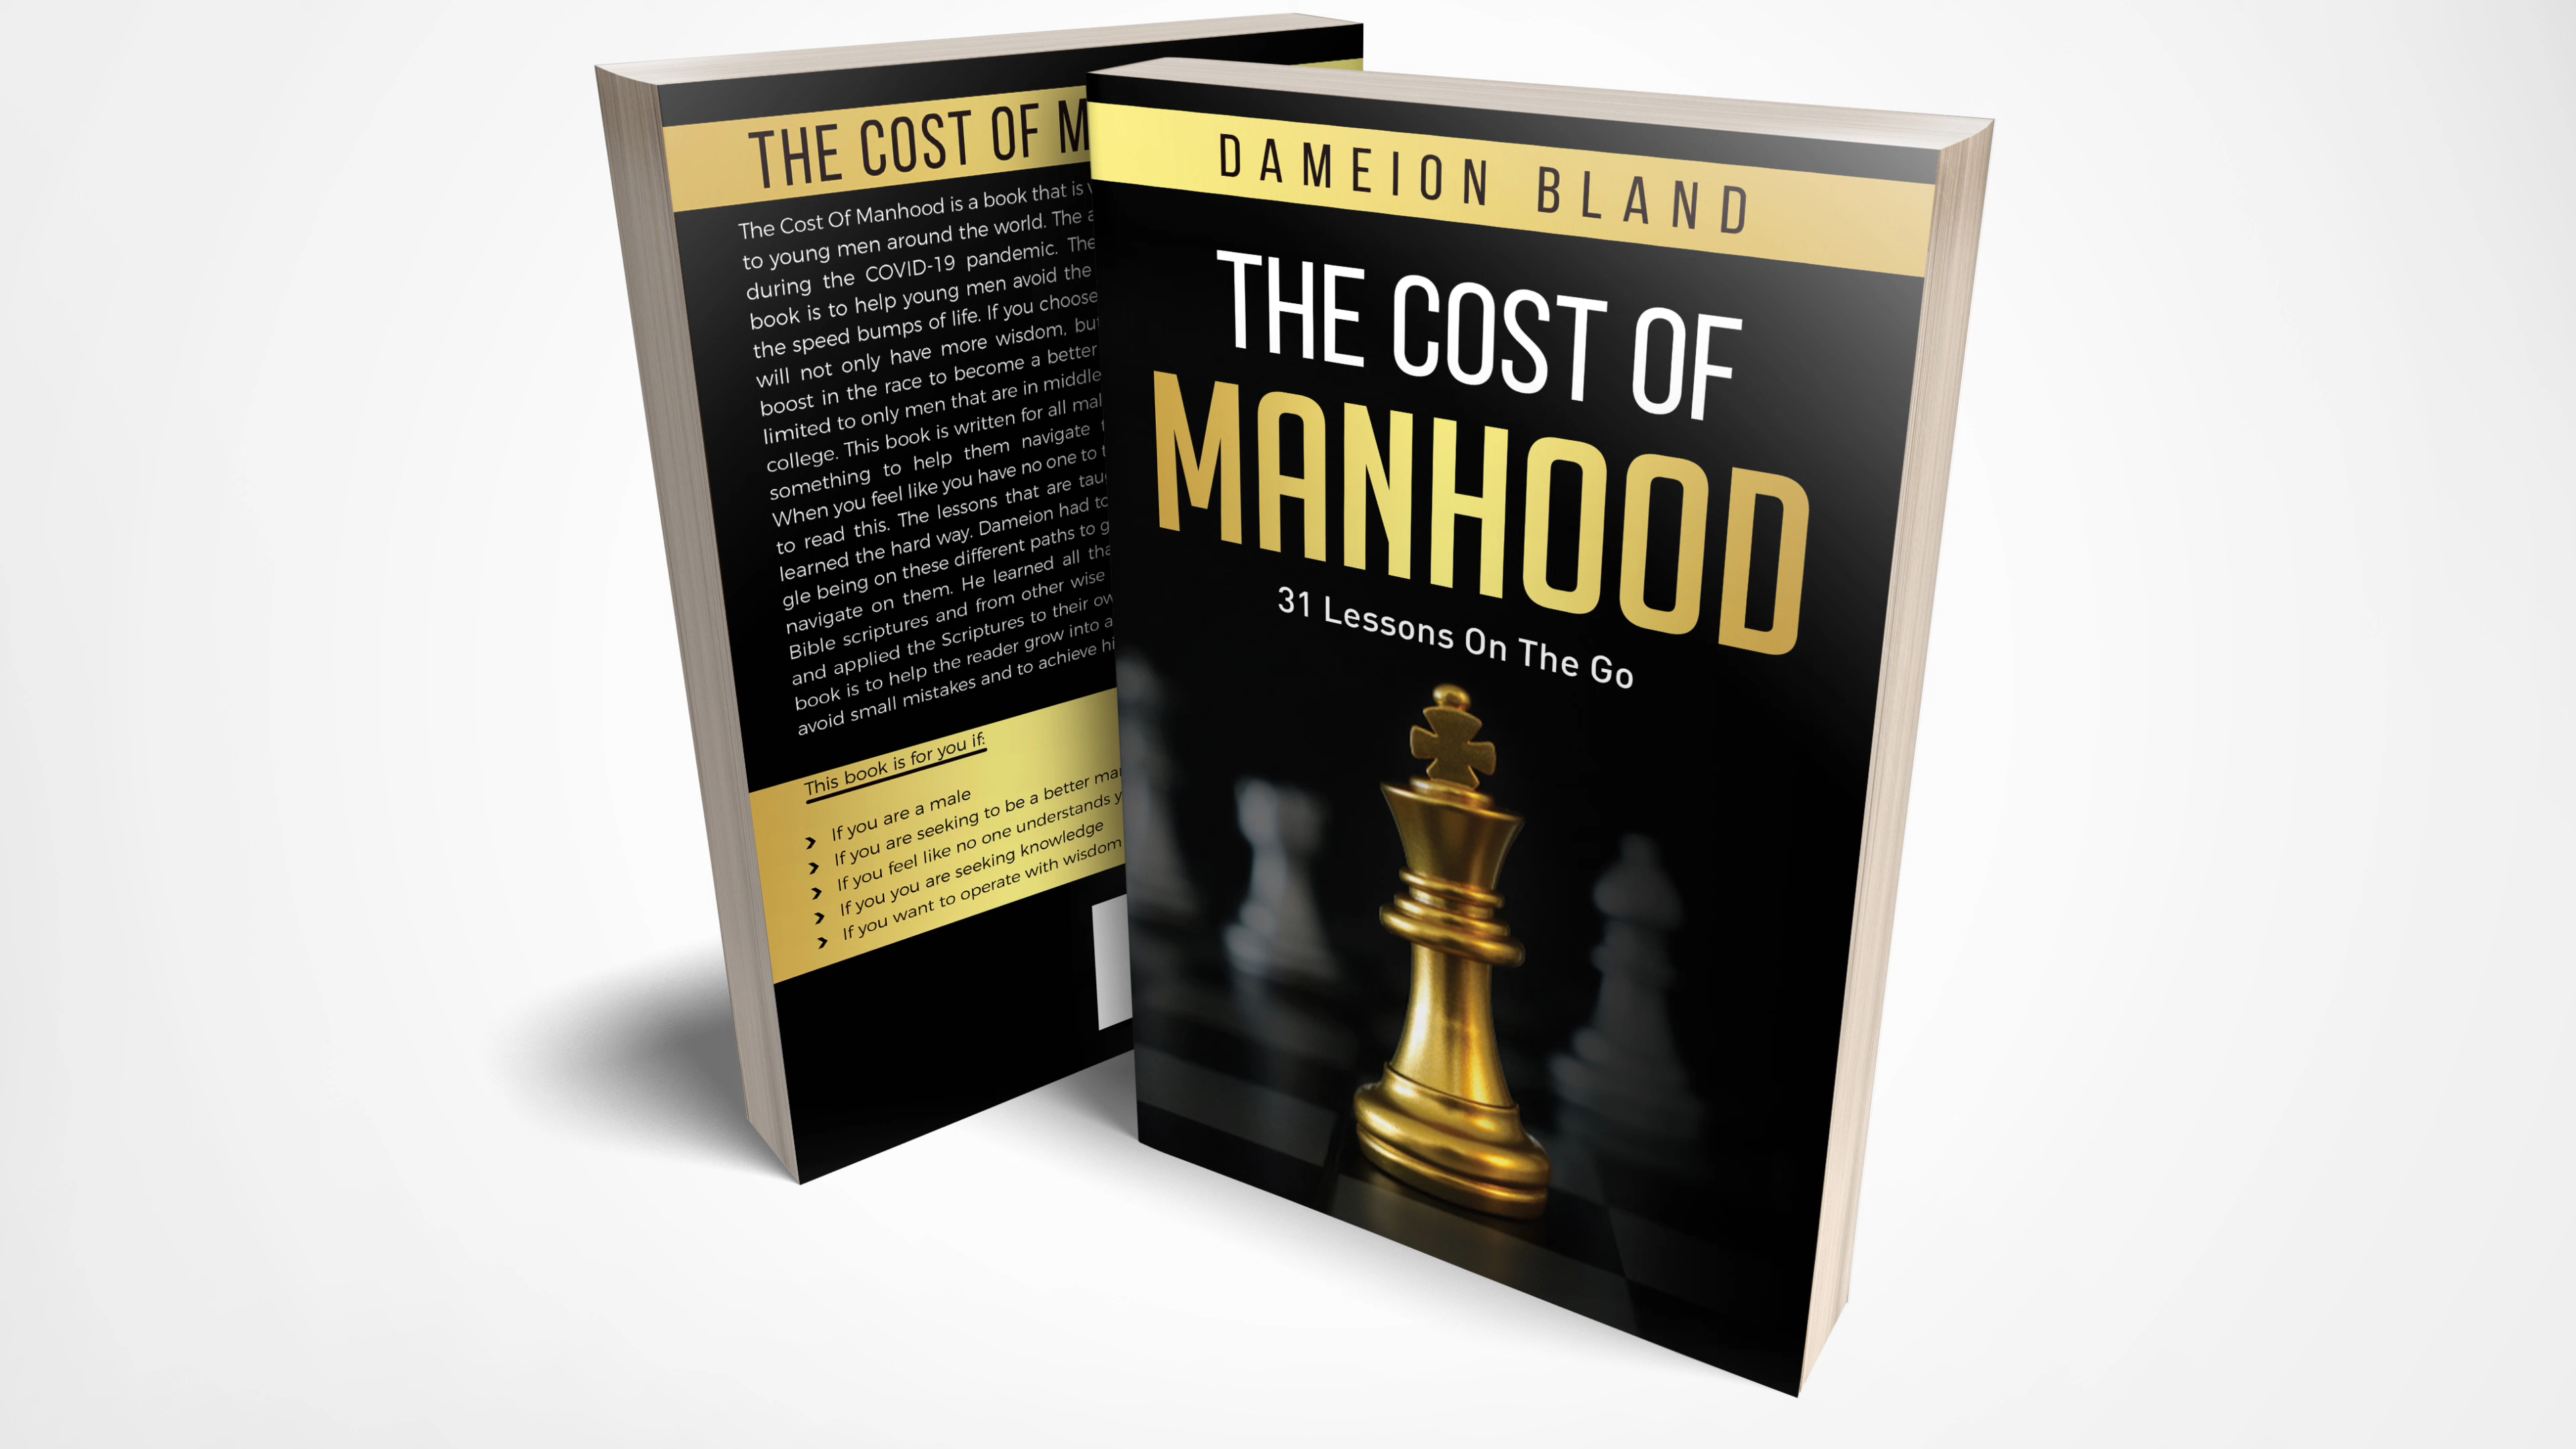 THE COST OF
The Cost Of Manhood is a book that is
to young men around the world. The
during the COVID-19 pandemic. The
book is to help young men avoid the
the speed bumps of life. If you choose
will not only have more wisdom, but
boost in the race to become a better
limited to only men that are in middle
college. This book is written for all
something to help them navigate
When you feel like you have no one to
to read this. The lessons that are
learned the hard way. Dameion had to
gle being on these different paths to
navigate on them. He learned all
Bible scriptures and from other wise
and applied the Scriptures to their
book is to help the reader grow into a
avoid small mistakes and to achieve
This book is for you if:
If you are a male
If you are seeking to be a better
If you feel like no one understands
If you you are seeking knowledge
If you want to operate with wisdom
DAMEION BLAND
THE COST OF
MANHOOD
31 Lessons On The Go